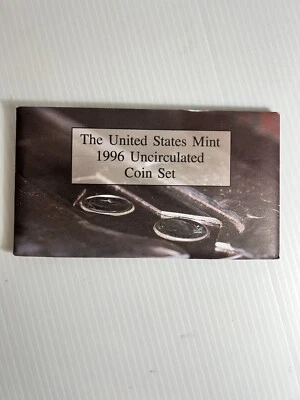 The United States Mint
1996 Uncirculated
Coin Set